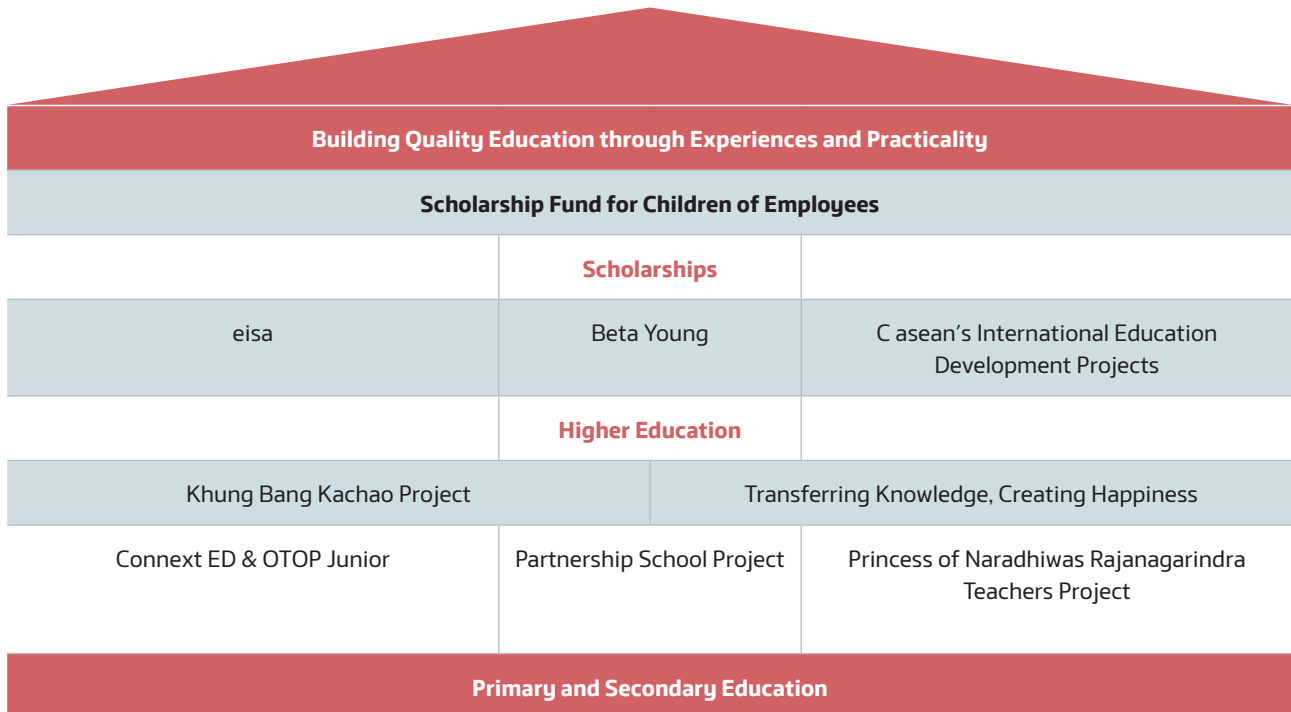 Building Quality Education through Experiences and Practicality
Scholarship Fund for Children of Employees
Scholarships
eisa
Beta Young
C asean's International Education
Development Projects
Higher Education
Khung Bang Kachao Project
Transferring Knowledge, Creating Happiness
Connext ED & OTOP Junior
Partnership School Project
Princess of Naradhiwas Rajanagarindra
Teachers Project
Primary and Secondary Education